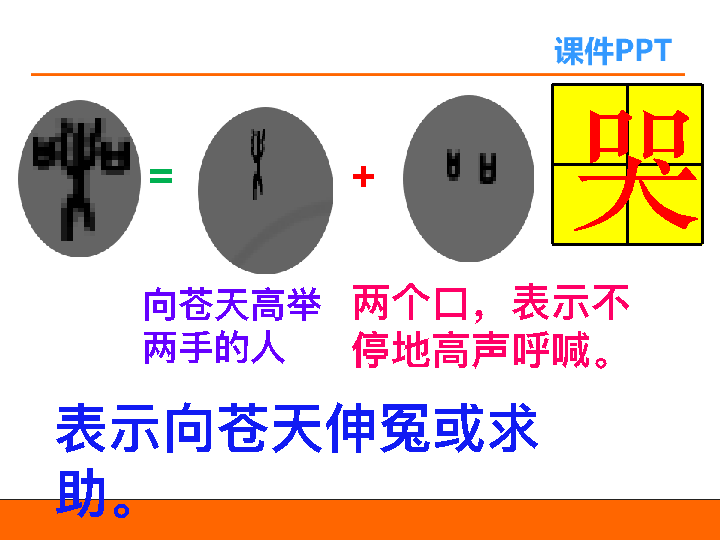 课件PPT
= +
哭
向苍天高举
两手的人
两个口，表示不
停地高声呼喊。
表示向苍天伸冤或求
助。